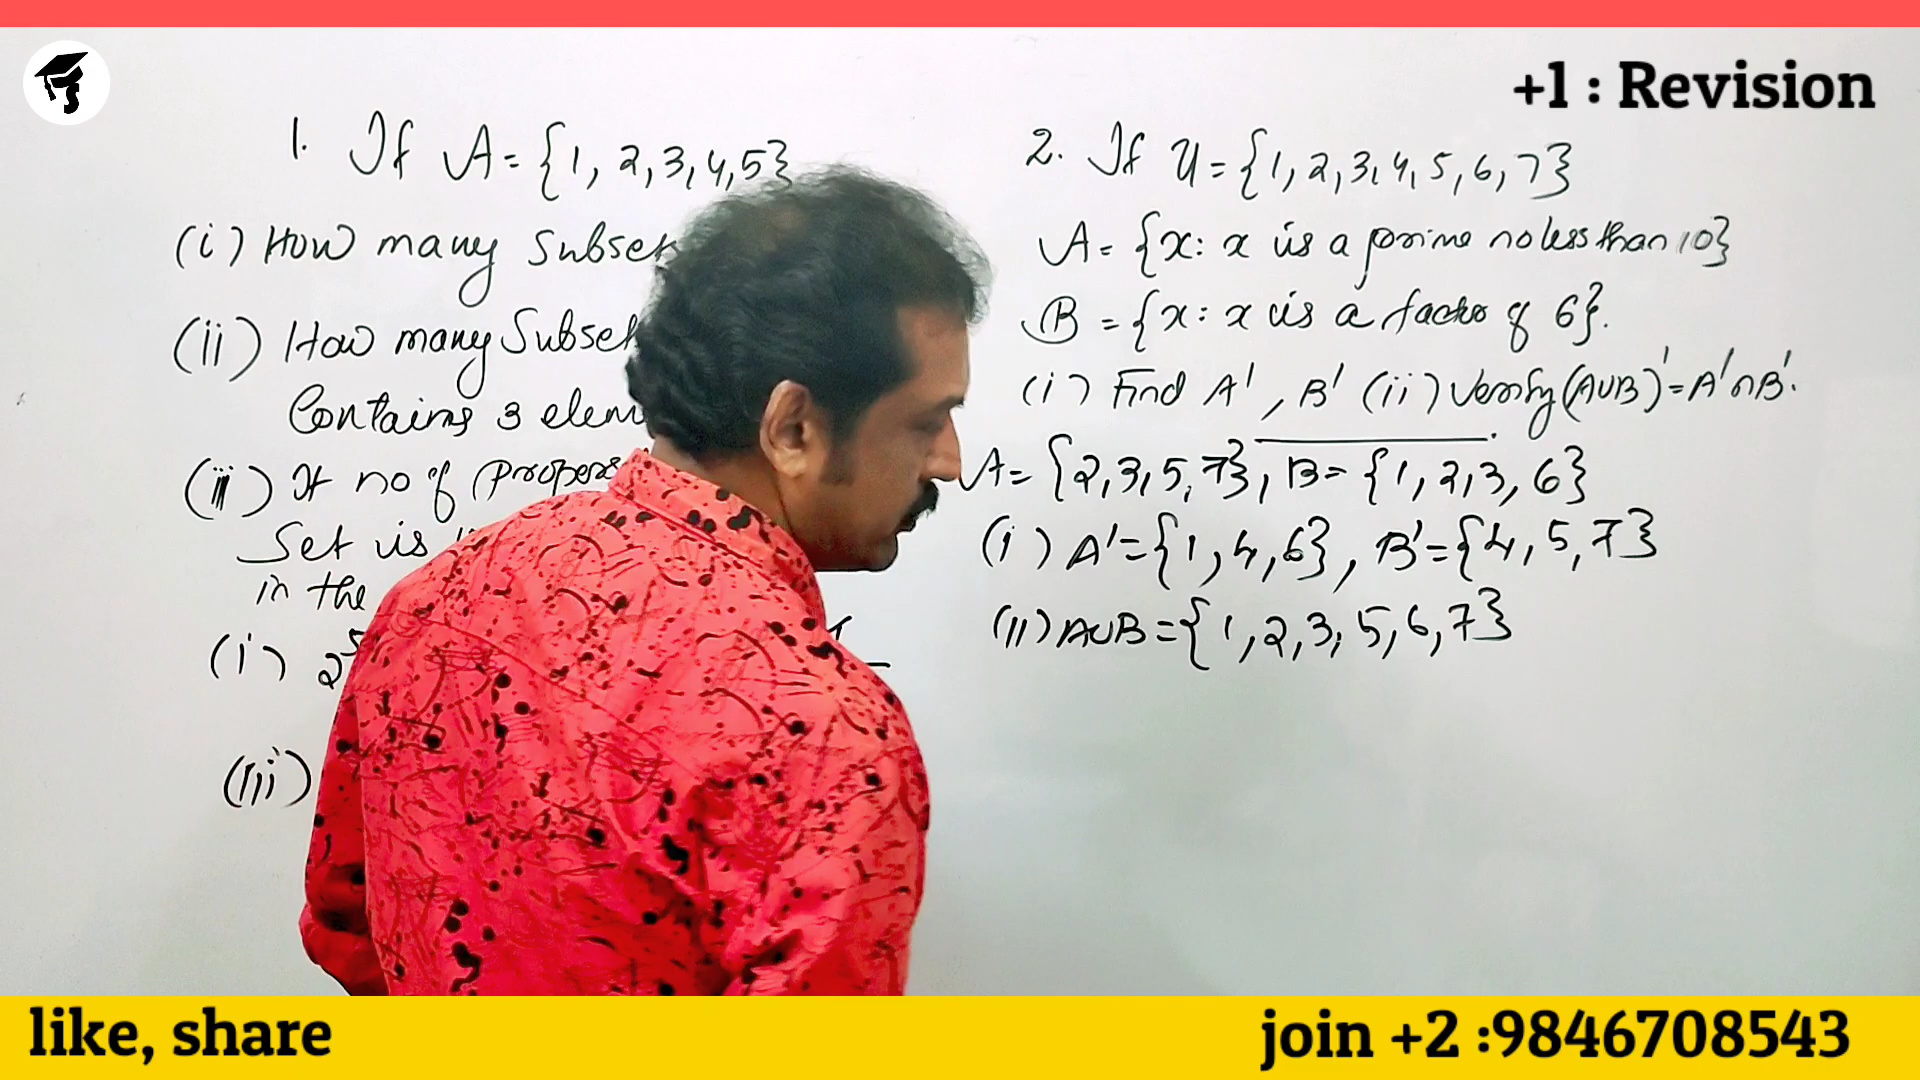 +1 : Revision
1. If A = {1, 2, 3, 4, 5}
(i) How many Subset
(ii) How many Subset
Contains 3 elem
(iii) If no of proper
Set is
in the
(i) 2⁵
(iii)
2. If U = {1, 2, 3, 4, 5, 6, 7}
A = {x : x is a prime no less than 10}
B = {x : x is a factor of 6}.
(i) Find A', B' (ii) Verify (A∪B)' = A'∩B'.
A = {2, 3, 5, 7}, B = {1, 2, 3, 6}
(i) A' = {1, 4, 6}, B' = {4, 5, 7}
(ii) A∪B = {1, 2, 3, 5, 6, 7}
like, share
join +2 :9846708543